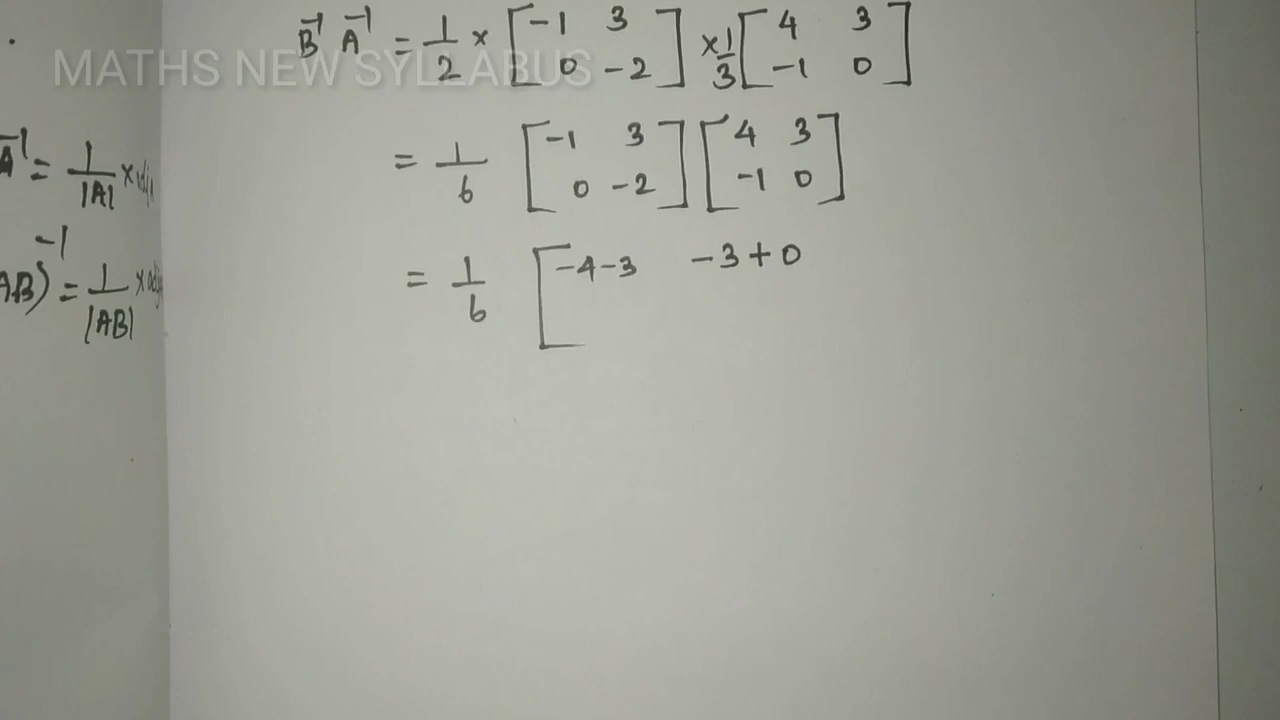 B⁻¹ A⁻¹ = 1/2 × [-1 3; 0 -2] × 1/3 [4 3; -1 0]
MATHS NEW SYLLABUS
= 1/6 [-1 3; 0 -2] [4 3; -1 0]
= 1/6 [-4-3 -3+0
A⁻¹ = 1/|A| ×
AB)⁻¹ = 1/|AB| ×